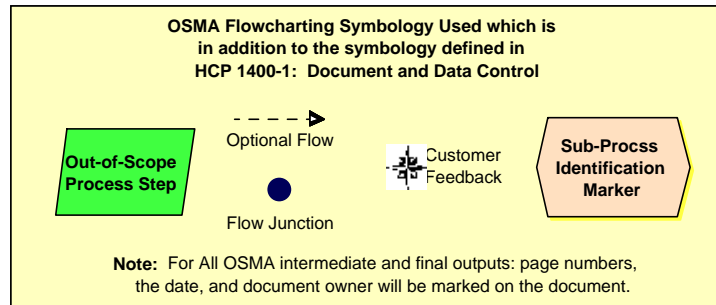 OSMA Flowcharting Symbology Used which is
in addition to the symbology defined in
HCP 1400-1: Document and Data Control
Optional Flow
Out-of-Scope
Process Step
Flow Junction
Customer
Feedback
Sub-Procss
Identification
Marker
Note: For All OSMA intermediate and final outputs: page numbers,
the date, and document owner will be marked on the document.